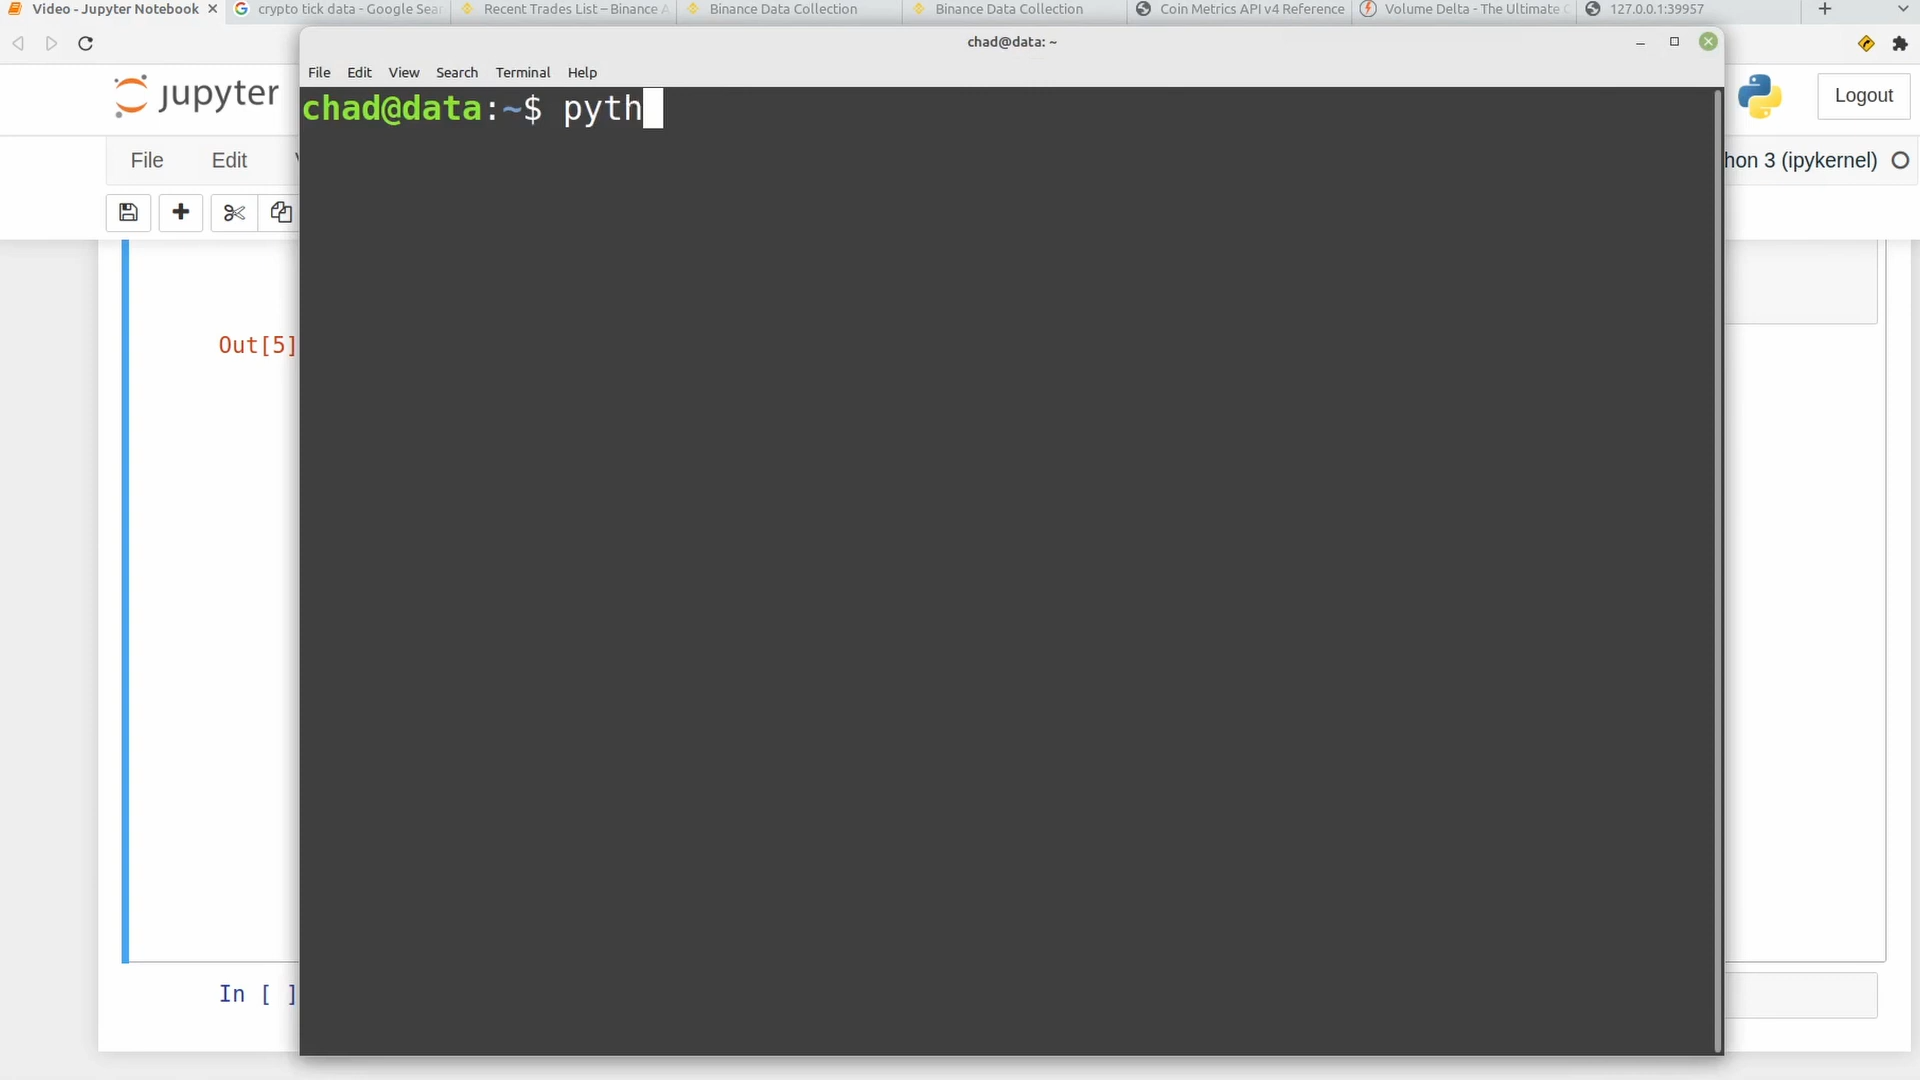 Video - Jupyter Notebook
crypto tick data - Google Sear
Recent Trades List – Binance A
Binance Data Collection
Binance Data Collection
Coin Metrics API v4 Reference
Volume Delta - The Ultimate
127.0.0.1:39957
chad@data: ~
File Edit View Search Terminal Help
chad@data:~$ pyth
jupyter
Logout
File Edit
hon 3 (ipykernel)
Out[5]
In [ ]